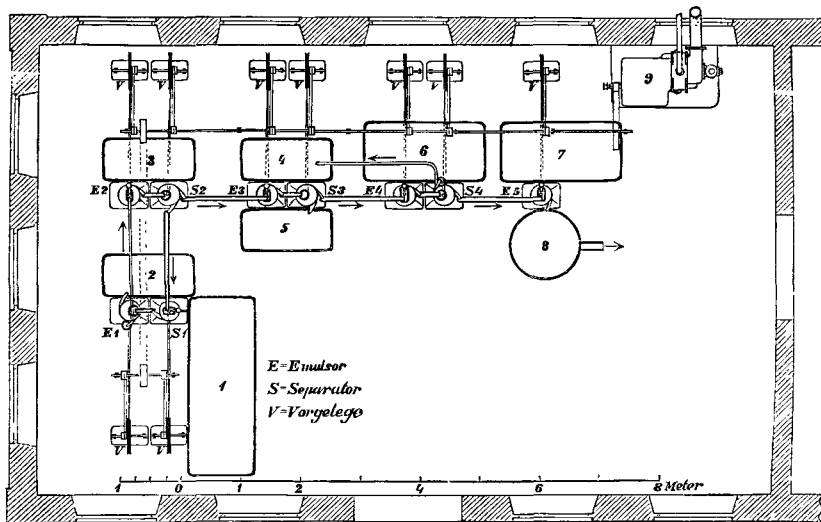 V V V V V V V
9
3 4 6 7
E2 S2 E3 S3 E4 S4 E5
5
8
2
E1 S1
1
E=Emulsor
S=Separator
V=Vorgelege
V V
1 0 1 2 4 6 8 Meter